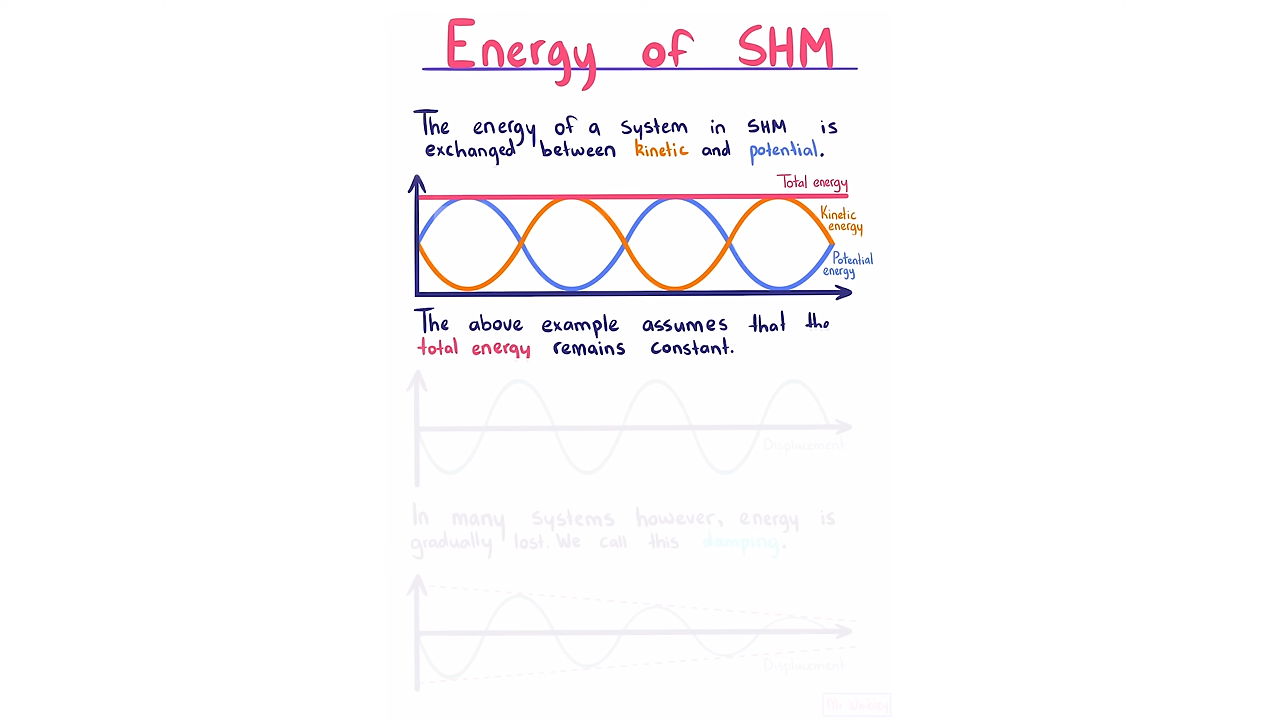 Energy of SHM
The energy of a system in SHM is
exchanged between kinetic and potential.
Total energy
Kinetic
energy
Potential
energy
The above example assumes that the
total energy remains constant.
Displacement
In many systems however, energy is
gradually lost. We call this damping.
Displacement